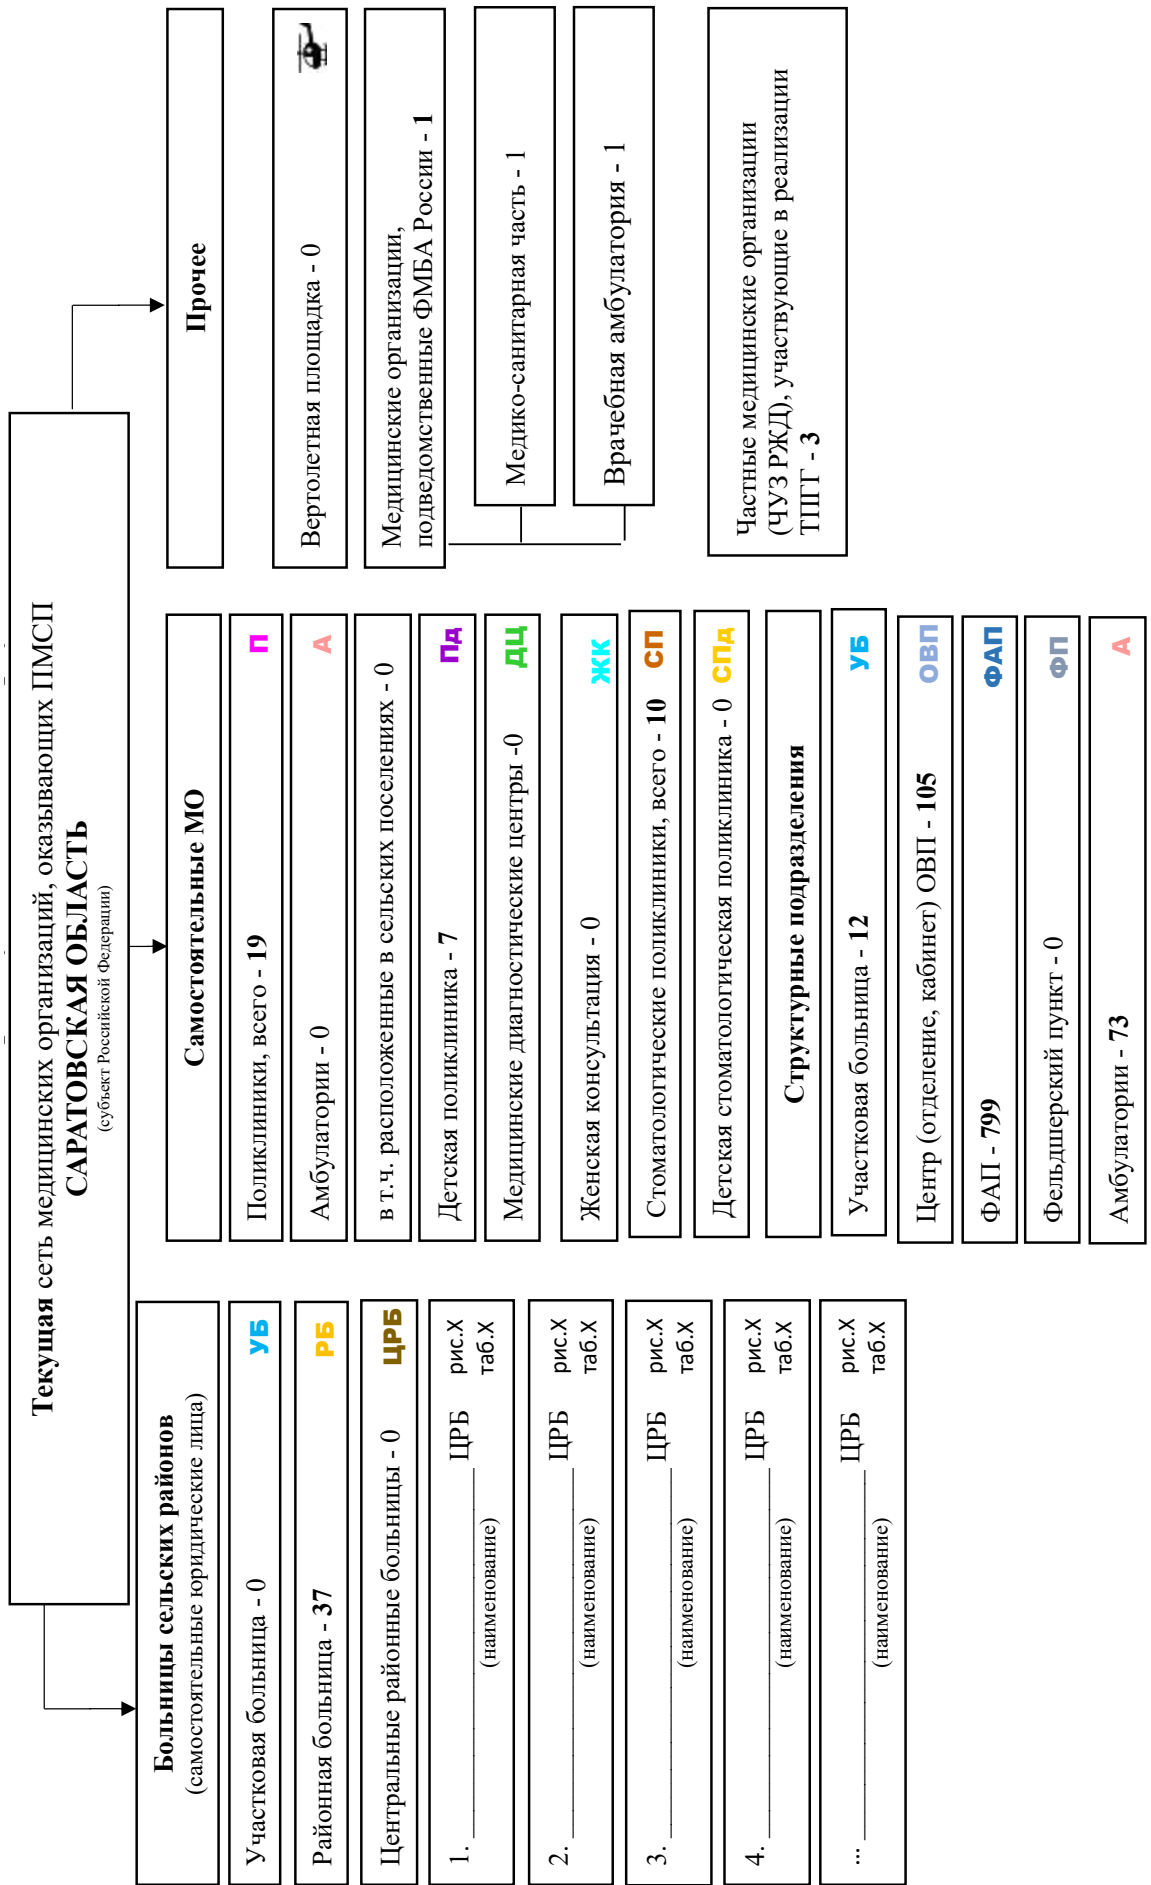 Текущая сеть медицинских организаций, оказывающих ПМСП
САРАТОВСКАЯ ОБЛАСТЬ
(субъект Российской Федерации)
Больницы сельских районов
(самостоятельные юридические лица)
Участковая больница - 0 УБ
Районная больница - 37 РБ
Центральные районные больницы - 0 ЦРБ
1. ______________ ЦРБ рис.Х
(наименование) таб.Х
2. ______________ ЦРБ рис.Х
(наименование) таб.Х
3. ______________ ЦРБ рис.Х
(наименование) таб.Х
4. ______________ ЦРБ рис.Х
(наименование) таб.Х
... ______________ ЦРБ рис.Х
(наименование) таб.Х
Самостоятельные МО
Поликлиники, всего - 19 П
Амбулатории - 0 А
в т.ч. расположенные в сельских поселениях - 0
Детская поликлиника - 7 Пд
Медицинские диагностические центры -0 ДЦ
Женская консультация - 0 ЖК
Стоматологические поликлиники, всего - 10 СП
Детская стоматологическая поликлиника - 0 СПд
Структурные подразделения
Участковая больница - 12 УБ
Центр (отделение, кабинет) ОВП - 105 ОВП
ФАП - 799 ФАП
Фельдшерский пункт - 0 ФП
Амбулатории - 73 А
Прочее
Вертолетная площадка - 0
Медицинские организации,
подведомственные ФМБА России - 1
Медико-санитарная часть - 1
Врачебная амбулатория - 1
Частные медицинские организации
(ЧУЗ РЖД), участвующие в реализации
ТПГГ - 3